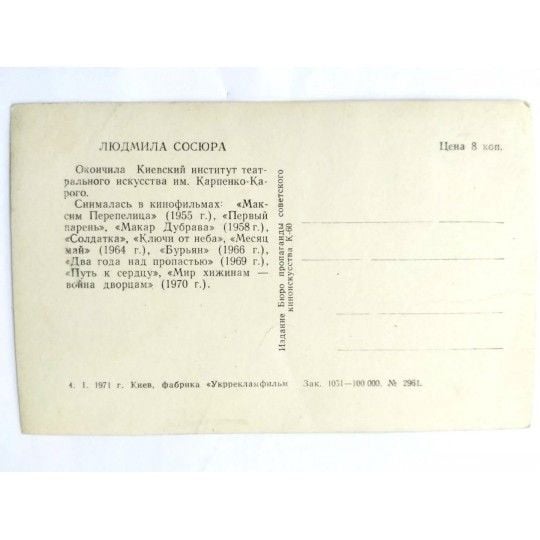 ЛЮДМИЛА СОСЮРА
Окончила Киевский институт теат-
рального искусства им. Карпенко-Ка-
рого.
Снималась в кинофильмах: «Мак-
сим Перепелица» (1955 г.), «Первый
парень», «Макар Дубрава» (1958 г.),
«Солдатка», «Ключи от неба», «Месяц
май» (1964 г.), «Бурьян» (1966 г.),
«Два года над пропастью» (1969 г.),
«Путь к сердцу», «Мир хижинам —
война дворцам» (1970 г.).
Издание Бюро пропаганды советского
киноискусства К-60
Цена 8 коп.
4. 1. 1971 г. Киев, фабрика «Укррекламфильм Зак. 1051—100 000. № 2961.